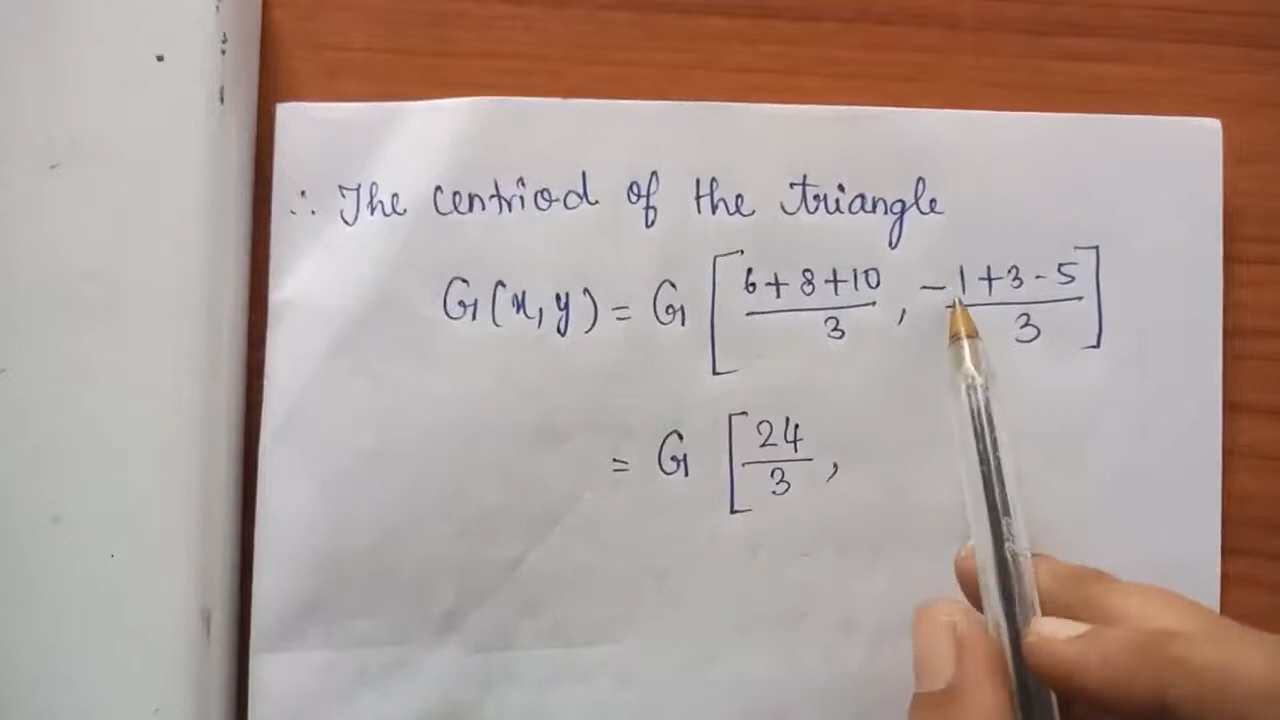 ∴ The centriod of the triangle
G(x,y) = G [ 6+8+10 / 3 , -1+3-5 / 3 ]
= G [ 24 / 3 ,